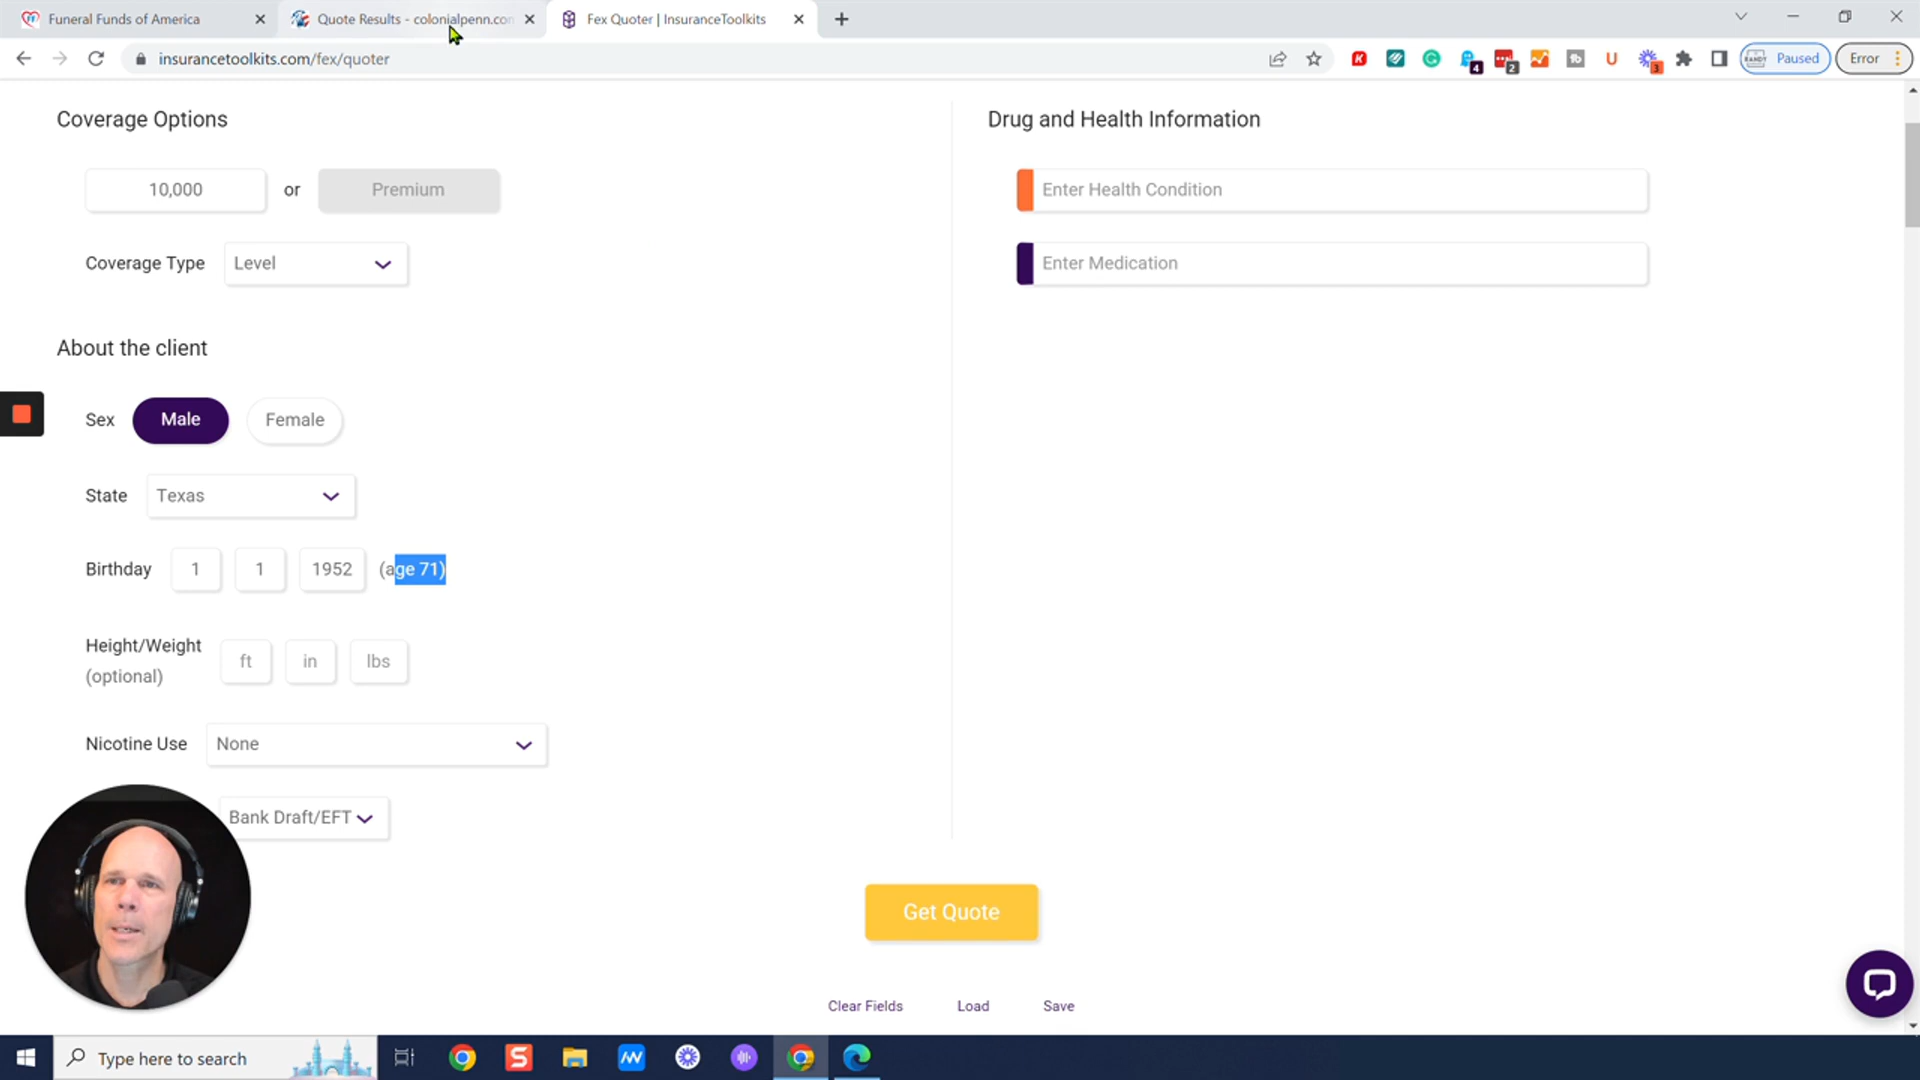 Funeral Funds of America
Quote Results - colonialpenn.com
Fex Quoter | InsuranceToolkits
insurancetoolkits.com/fex/quoter
4
2
U
3
Paused
Error
Coverage Options
Drug and Health Information
10,000 or Premium
Enter Health Condition
Coverage Type Level
Enter Medication
About the client
Sex Male Female
State Texas
Birthday 1 1 1952 (age 71)
Height/Weight
(optional)
ft in lbs
Nicotine Use None
Bank Draft/EFT
Get Quote
Clear Fields Load Save
Type here to search